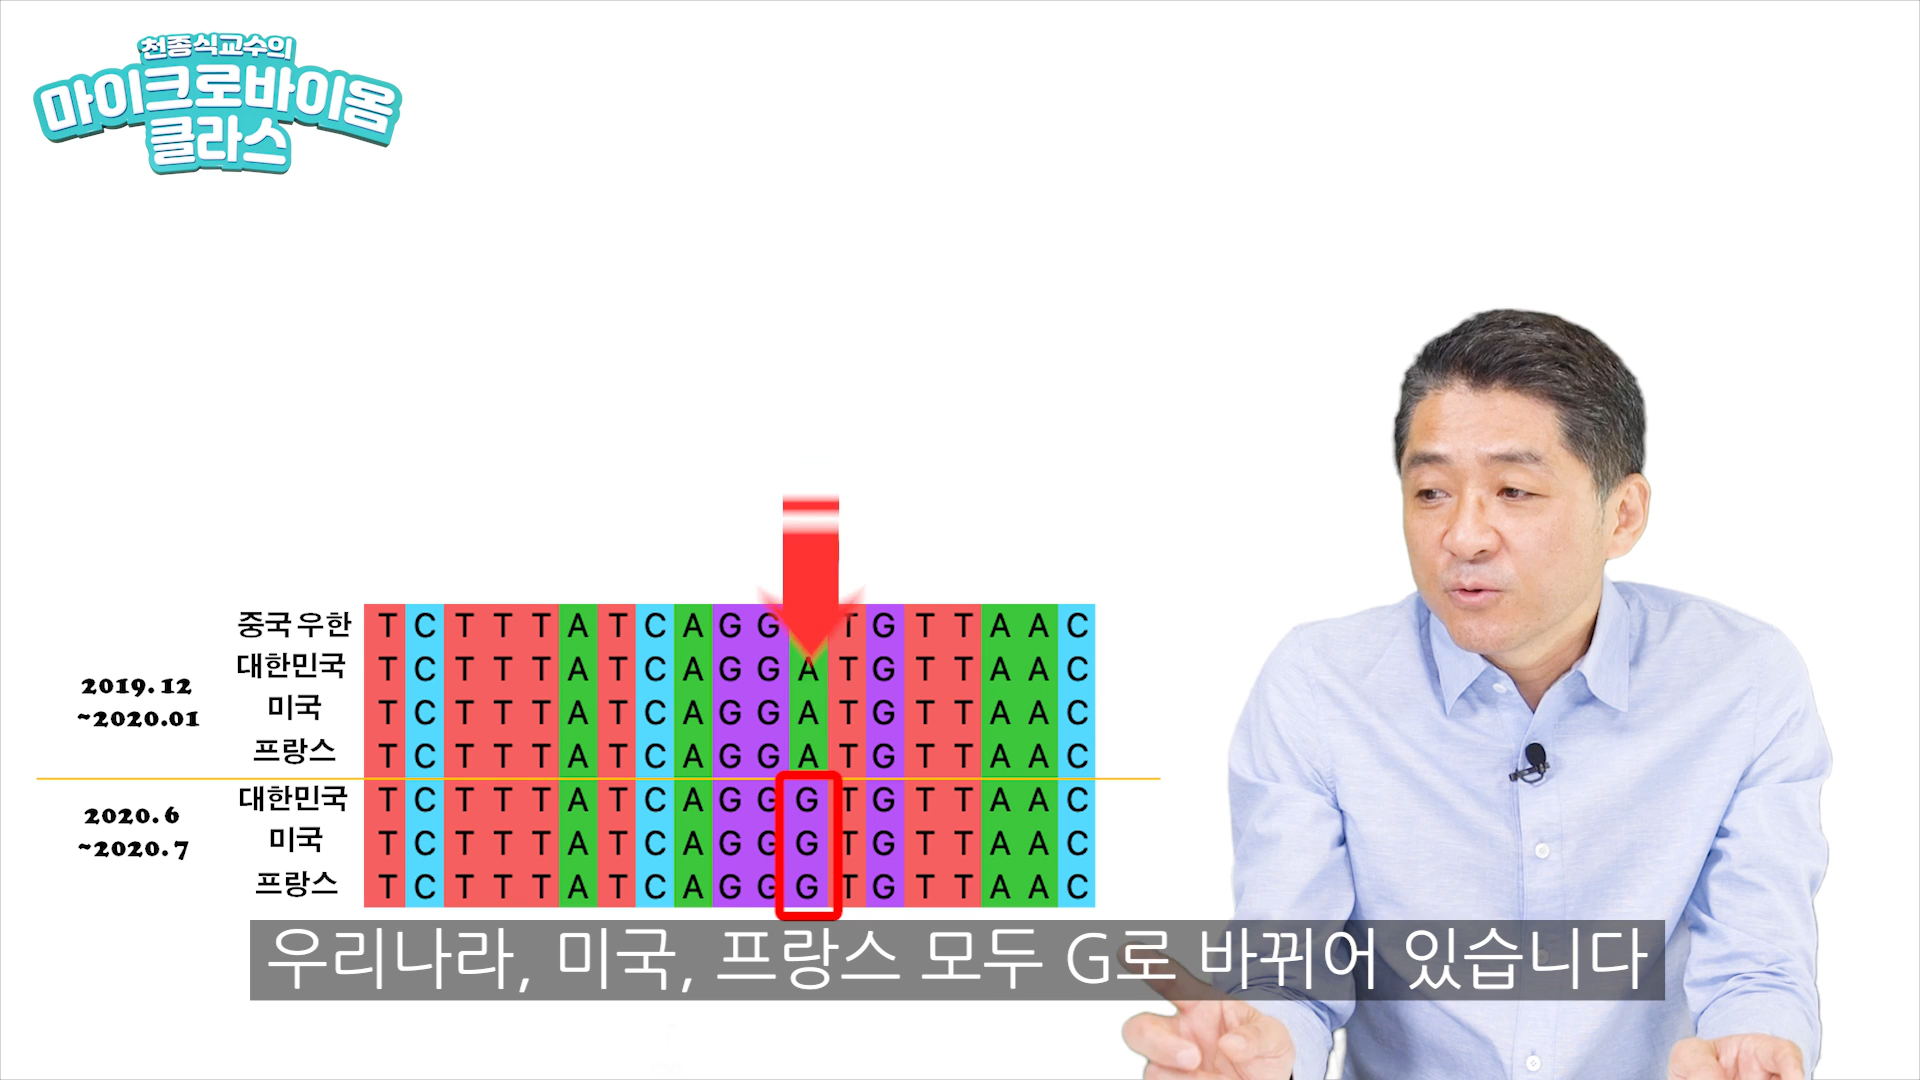 천종식교수의
마이크로바이옴
클라스
중국 우한 T C T T T A T C A G G T G T T A A C
2019.12
~2020.01
대한민국 T C T T T A T C A G G A T G T T A A C
미국 T C T T T A T C A G G A T G T T A A C
프랑스 T C T T T A T C A G G A T G T T A A C
2020.6
~2020.7
대한민국 T C T T T A T C A G G G T G T T A A C
미국 T C T T T A T C A G G G T G T T A A C
프랑스 T C T T T A T C A G G G T G T T A A C
우리나라, 미국, 프랑스 모두 G로 바뀌어 있습니다